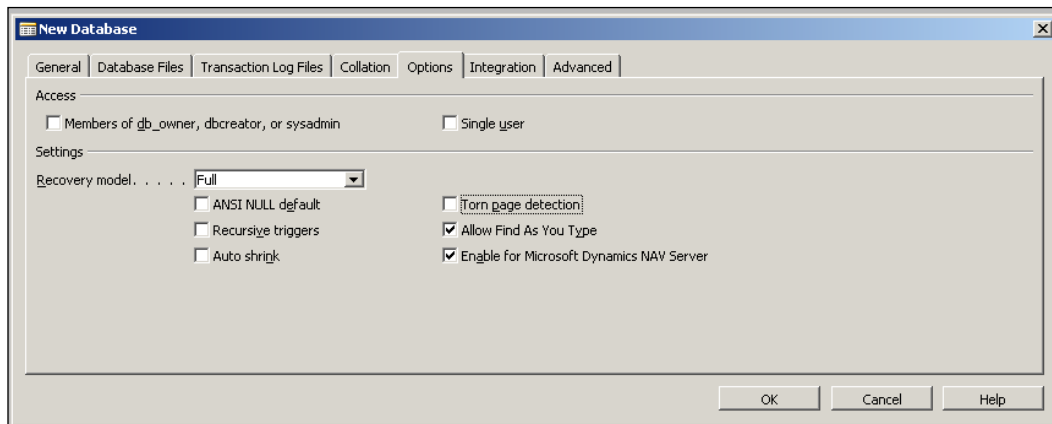 New Database
General Database Files Transaction Log Files Collation Options Integration Advanced
Access
Members of db_owner, dbcreator, or sysadmin Single user
Settings
Recovery model. . . . . Full
ANSI NULL default Torn page detection
Recursive triggers Allow Find As You Type
Auto shrink Enable for Microsoft Dynamics NAV Server
OK Cancel Help